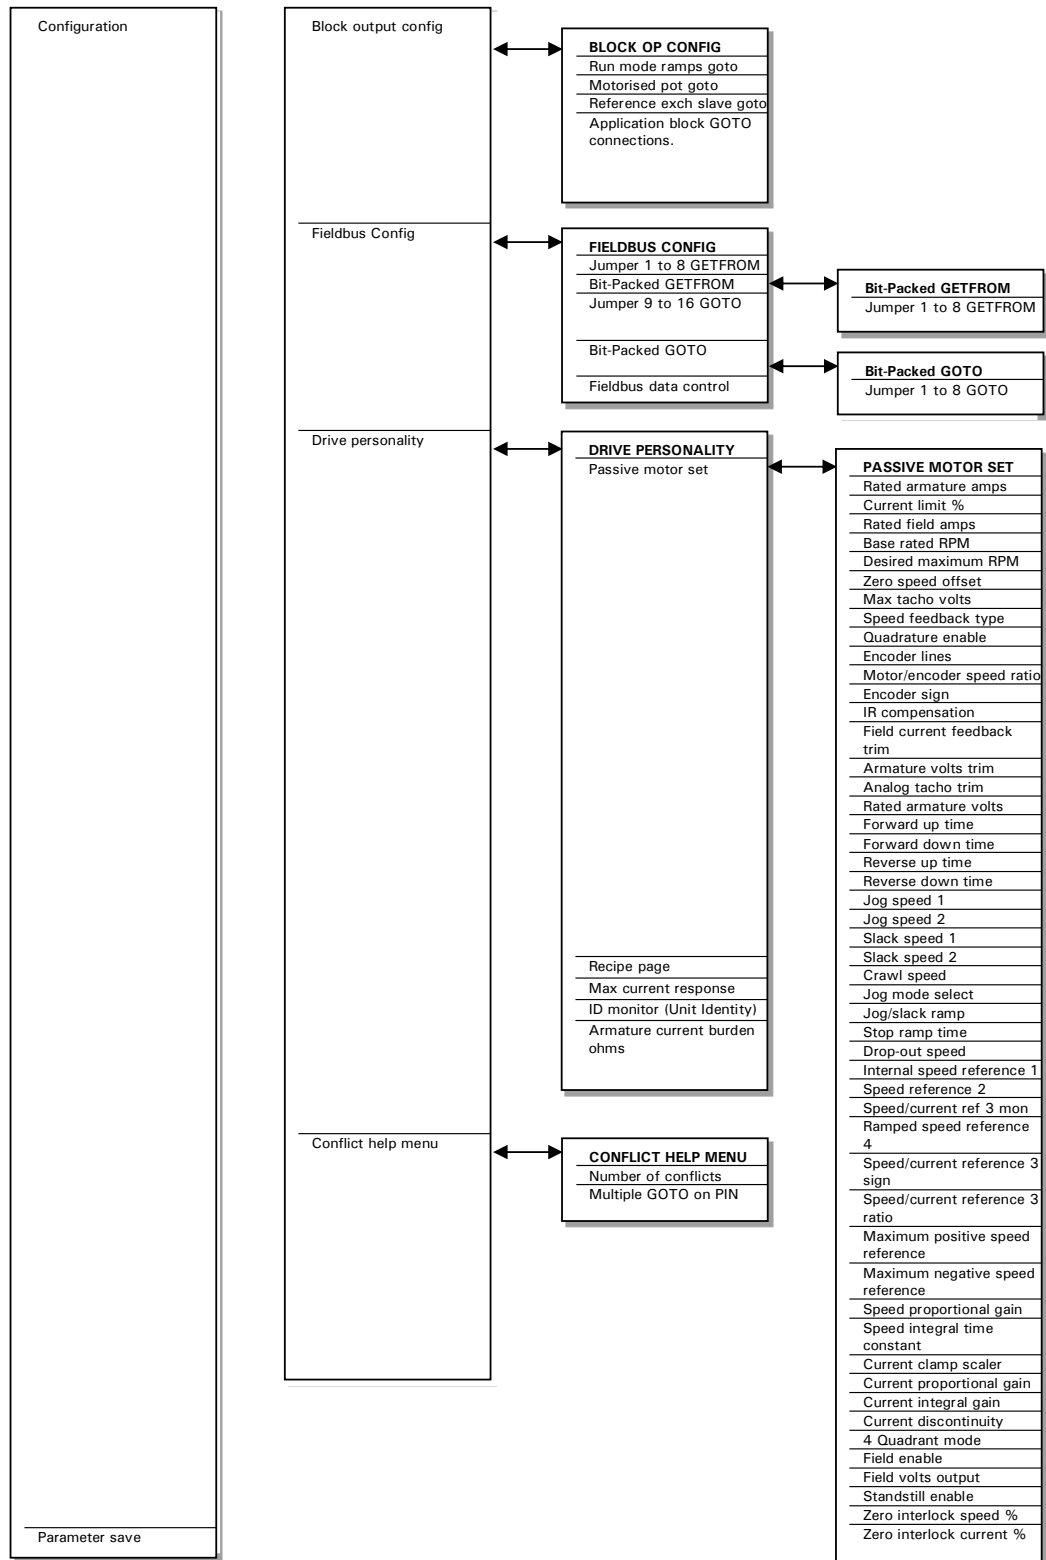 Configuration
Parameter save
Block output config
Fieldbus Config
Drive personality
Conflict help menu
BLOCK OP CONFIG
Run mode ramps goto
Motorised pot goto
Reference exch slave goto
Application block GOTO
connections.
FIELDBUS CONFIG
Jumper 1 to 8 GETFROM
Bit-Packed GETFROM
Jumper 9 to 16 GOTO
Bit-Packed GOTO
Fieldbus data control
Bit-Packed GETFROM
Jumper 1 to 8 GETFROM
Bit-Packed GOTO
Jumper 1 to 8 GOTO
DRIVE PERSONALITY
Passive motor set
Recipe page
Max current response
ID monitor (Unit Identity)
Armature current burden
ohms
CONFLICT HELP MENU
Number of conflicts
Multiple GOTO on PIN
PASSIVE MOTOR SET
Rated armature amps
Current limit %
Rated field amps
Base rated RPM
Desired maximum RPM
Zero speed offset
Max tacho volts
Speed feedback type
Quadrature enable
Encoder lines
Motor/encoder speed ratio
Encoder sign
IR compensation
Field current feedback
trim
Armature volts trim
Analog tacho trim
Rated armature volts
Forward up time
Forward down time
Reverse up time
Reverse down time
Jog speed 1
Jog speed 2
Slack speed 1
Slack speed 2
Crawl speed
Jog mode select
Jog/slack ramp
Stop ramp time
Drop-out speed
Internal speed reference 1
Speed reference 2
Speed/current ref 3 mon
Ramped speed reference
4
Speed/current reference 3
sign
Speed/current reference 3
ratio
Maximum positive speed
reference
Maximum negative speed
reference
Speed proportional gain
Speed integral time
constant
Current clamp scaler
Current proportional gain
Current integral gain
Current discontinuity
4 Quadrant mode
Field enable
Field volts output
Standstill enable
Zero interlock speed %
Zero interlock current %